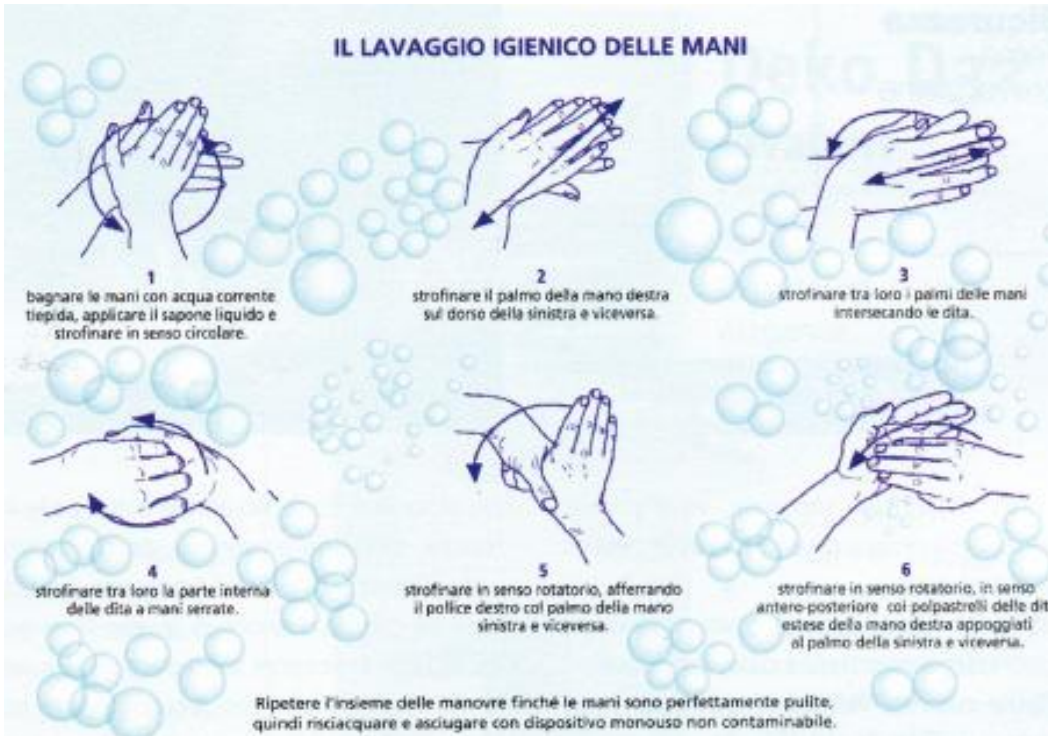 IL LAVAGGIO IGIENICO DELLE MANI
1
bagnare le mani con acqua corrente
tiepida, applicare il sapone liquido e
strofinare in senso circolare.
2
strofinare il palmo della mano destra
sul dorso della sinistra e viceversa.
3
strofinare tra loro i palmi delle mani
intersecando le dita.
4
strofinare tra loro la parte interna
delle dita a mani serrate.
5
strofinare in senso rotatorio, afferrando
il pollice destro col palmo della mano
sinistra e viceversa.
6
strofinare in senso rotatorio, in senso
antero-posteriore coi polpastrelli delle dit
estese della mano destra appoggiati
al palmo della sinistra e viceversa.
Ripetere l'insieme delle manovre finché le mani sono perfettamente pulite,
quindi risciacquare e asciugare con dispositivo monouso non contaminabile.